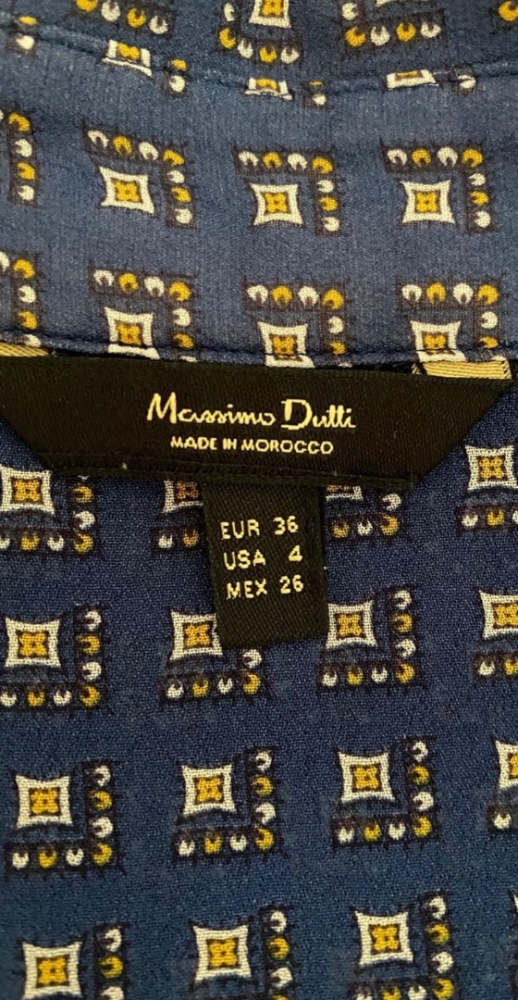 Massimo Dutti
MADE IN MOROCCO
EUR 36
USA 4
MEX 26